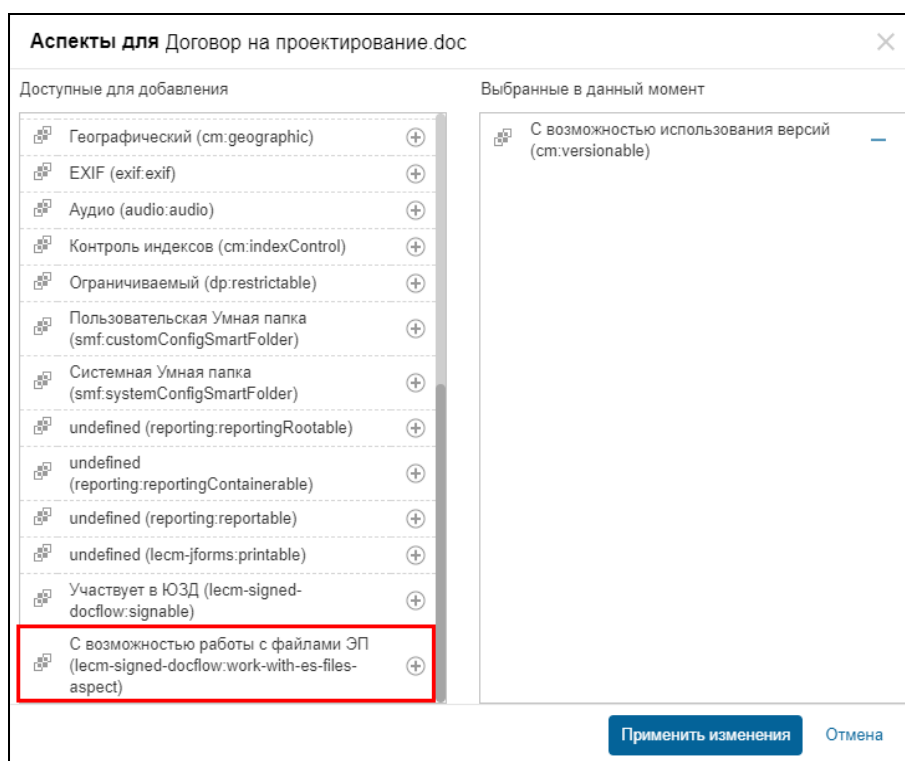 Аспекты для Договор на проектирование.doc
Доступные для добавления
Выбранные в данный момент
Географический (cm:geographic)
EXIF (exif:exif)
Аудио (audio:audio)
Контроль индексов (cm:indexControl)
Ограничиваемый (dp:restrictable)
Пользовательская Умная папка
(smf:customConfigSmartFolder)
Системная Умная папка
(smf:systemConfigSmartFolder)
undefined (reporting:reportingRootable)
undefined
(reporting:reportingContainerable)
undefined (reporting:reportable)
undefined (lecm-jforms:printable)
Участвует в ЮЗД (lecm-signed-
docflow:signable)
С возможностью работы с файлами ЭП
(lecm-signed-docflow:work-with-es-files-
aspect)
С возможностью использования версий
(cm:versionable)
Применить изменения
Отмена